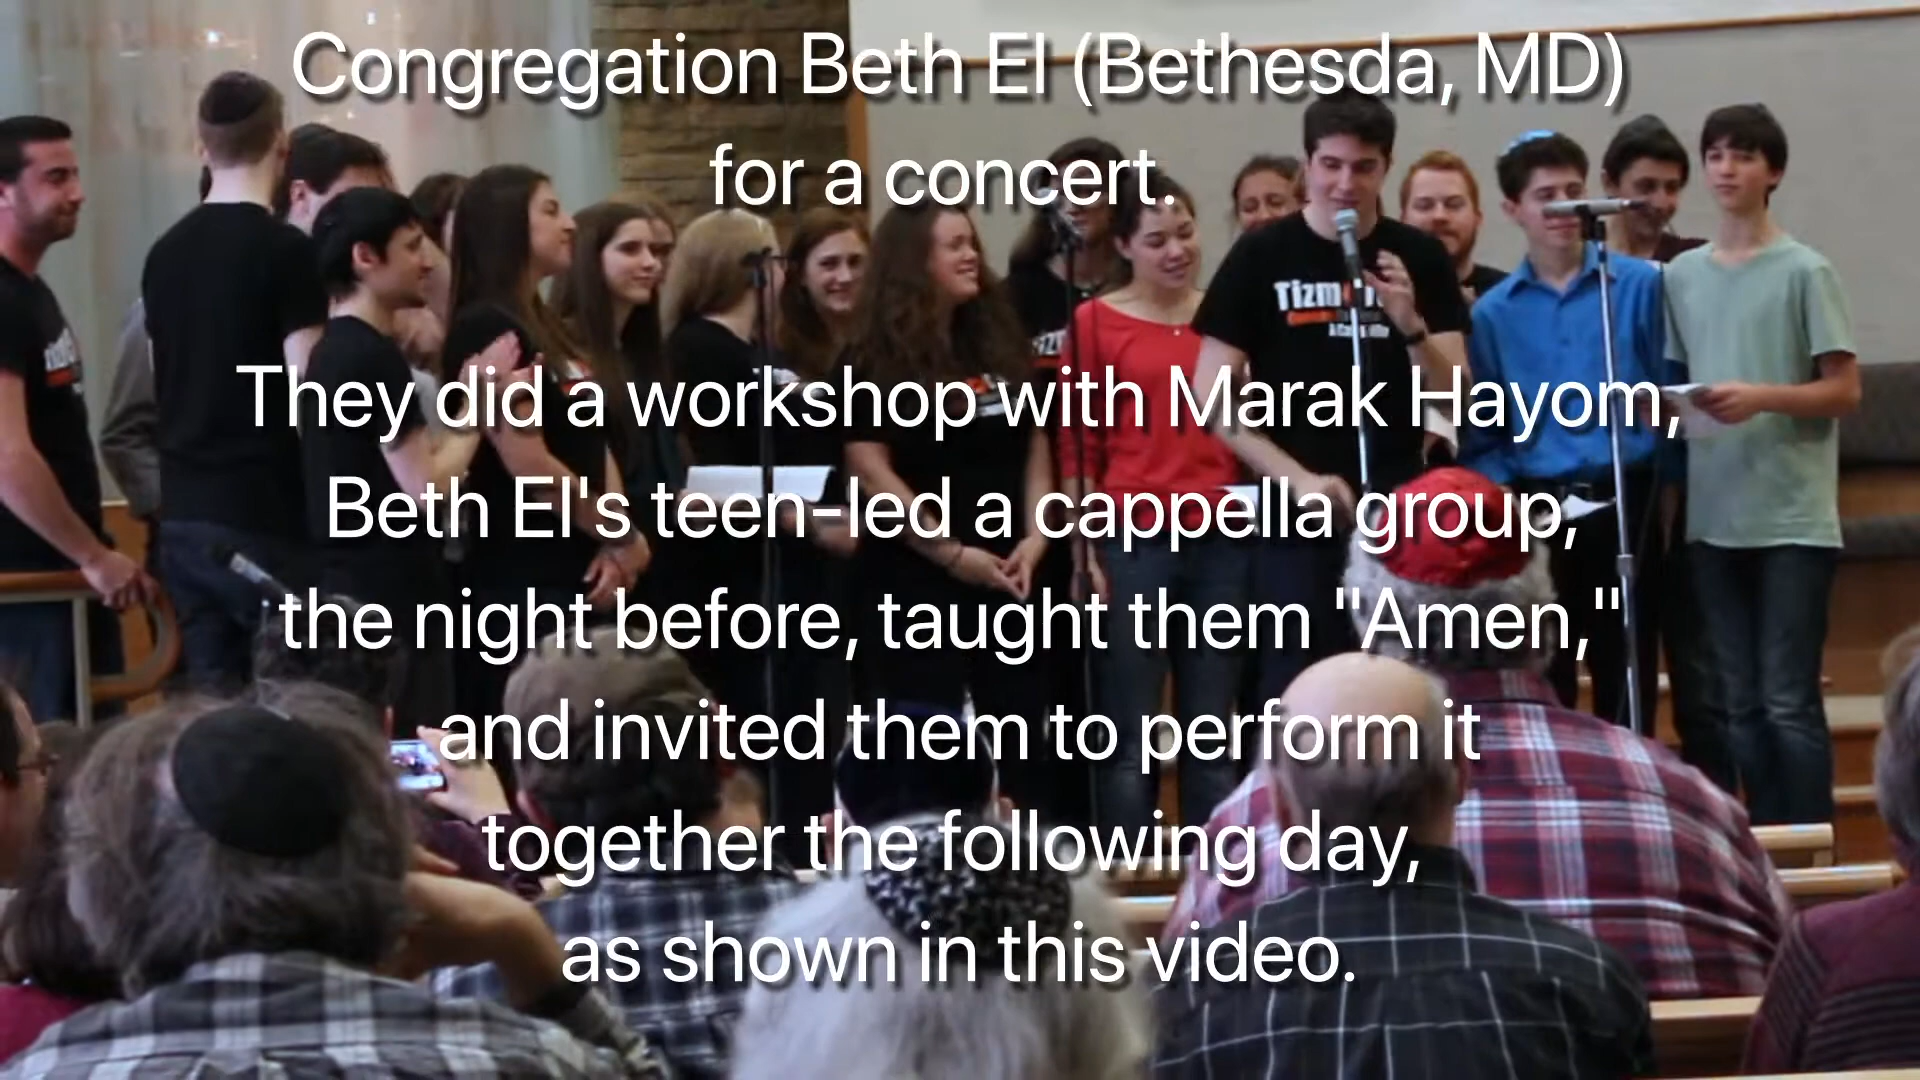 Congregation Beth El (Bethesda, MD)
for a concert.
They did a workshop with Marak Hayom,
Beth El's teen-led a cappella group,
the night before, taught them "Amen,"
and invited them to perform it
together the following day,
as shown in this video.